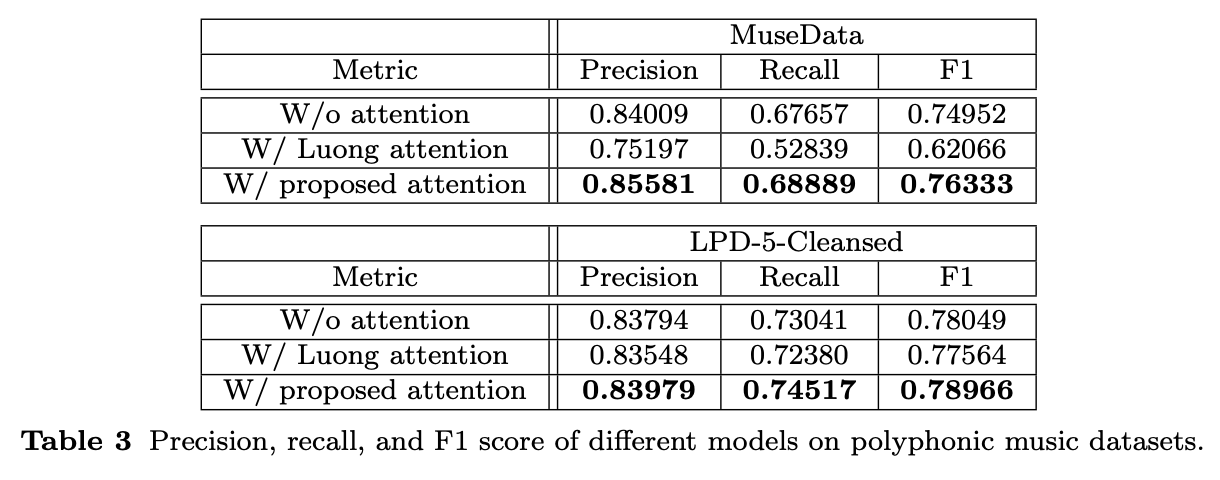 MuseData
Metric Precision Recall F1
W/o attention 0.84009 0.67657 0.74952
W/ Luong attention 0.75197 0.52839 0.62066
W/ proposed attention 0.85581 0.68889 0.76333
LPD-5-Cleansed
Metric Precision Recall F1
W/o attention 0.83794 0.73041 0.78049
W/ Luong attention 0.83548 0.72380 0.77564
W/ proposed attention 0.83979 0.74517 0.78966
Table 3 Precision, recall, and F1 score of different models on polyphonic music datasets.